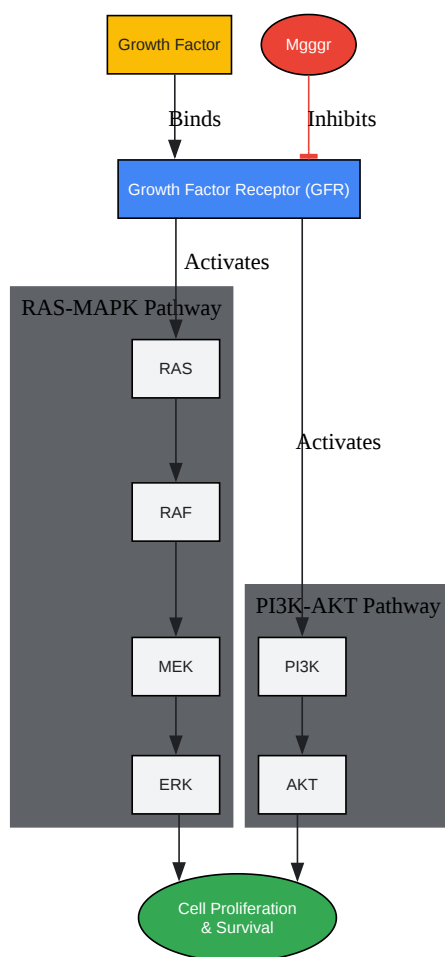 Growth Factor
Mgggr
Binds
Inhibits
Growth Factor Receptor (GFR)
Activates
RAS-MAPK Pathway
RAS
Activates
RAF
PI3K-AKT Pathway
MEK
PI3K
ERK
AKT
Cell Proliferation
& Survival